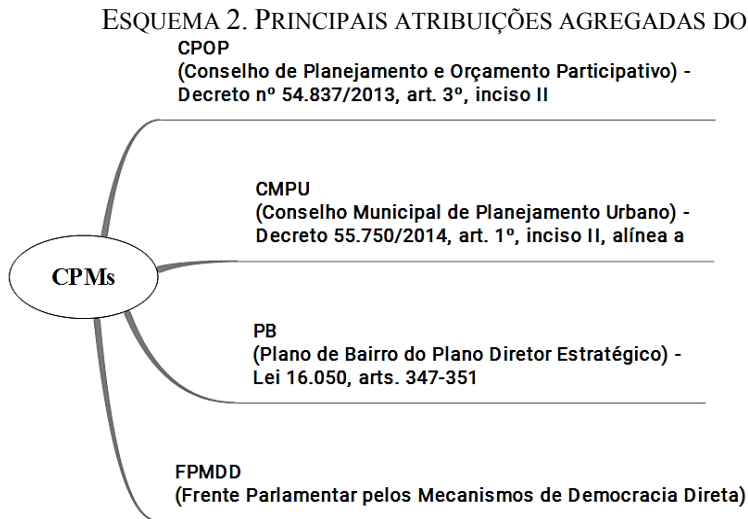 ESQUEMA 2. PRINCIPAIS ATRIBUIÇÕES AGREGADAS DO
CPOP
(Conselho de Planejamento e Orçamento Participativo) -
Decreto nº 54.837/2013, art. 3º, inciso II
CMPU
(Conselho Municipal de Planejamento Urbano) -
Decreto 55.750/2014, art. 1º, inciso II, alínea a
CPMs
PB
(Plano de Bairro do Plano Diretor Estratégico) -
Lei 16.050, arts. 347-351
FPMDD
(Frente Parlamentar pelos Mecanismos de Democracia Direta)